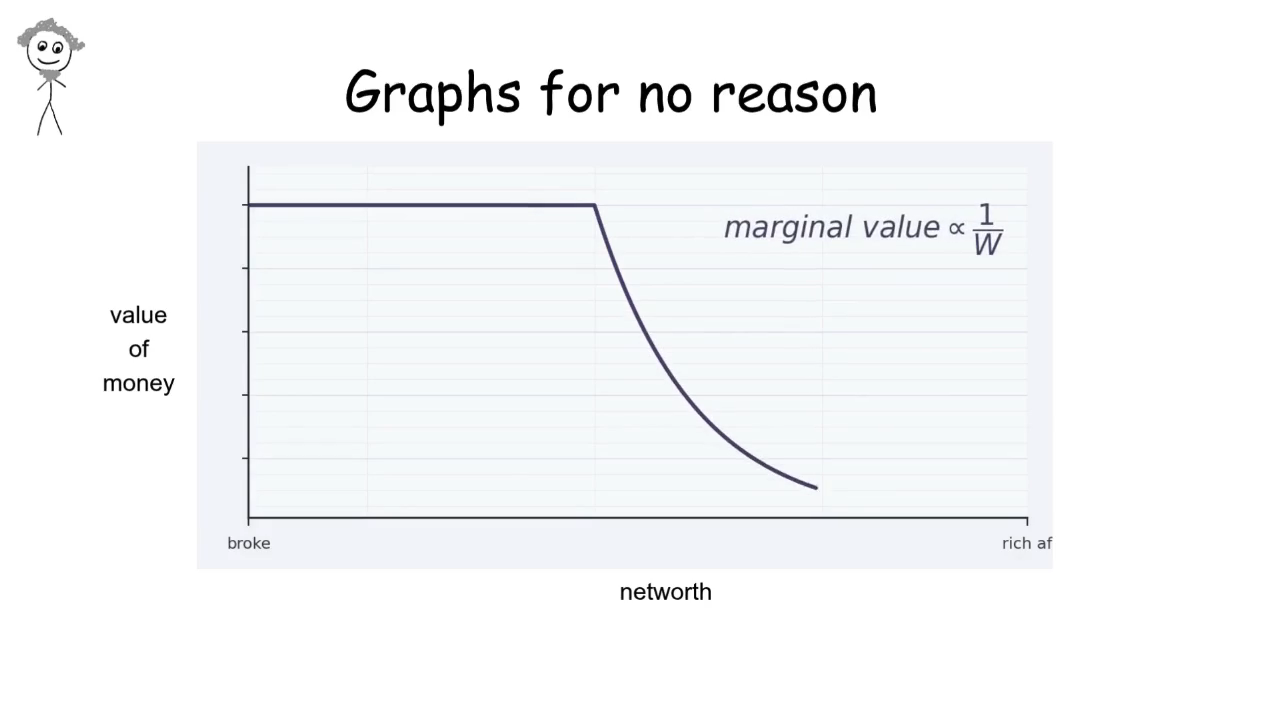 Graphs for no reason
marginal value ∝ 1/W
value
of
money
broke
rich af
networth